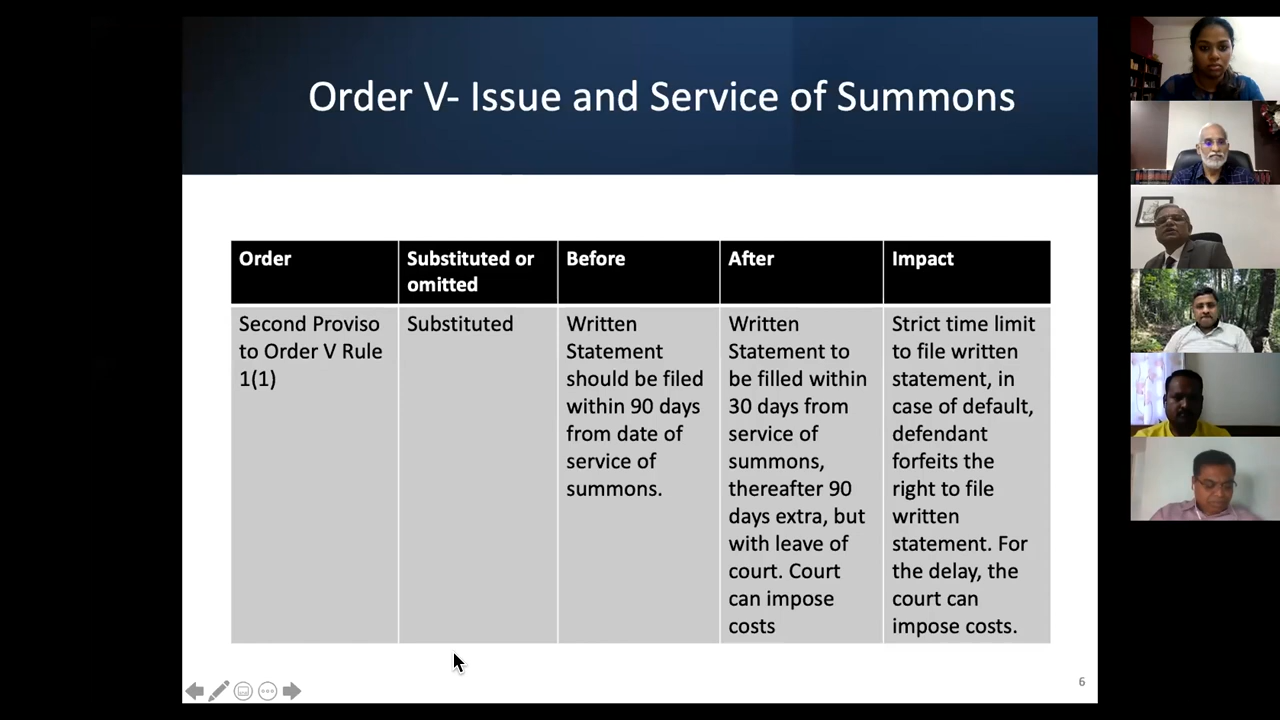 Order V- Issue and Service of Summons
Order
Substituted or
omitted
Before
After
Impact
Second Proviso
to Order V Rule
1(1)
Substituted
Written
Statement
should be filed
within 90 days
from date of
service of
summons.
Written
Statement to
be filled within
30 days from
service of
summons,
thereafter 90
days extra, but
with leave of
court. Court
can impose
costs
Strict time limit
to file written
statement, in
case of default,
defendant
forfeits the
right to file
written
statement. For
the delay, the
court can
impose costs.
6